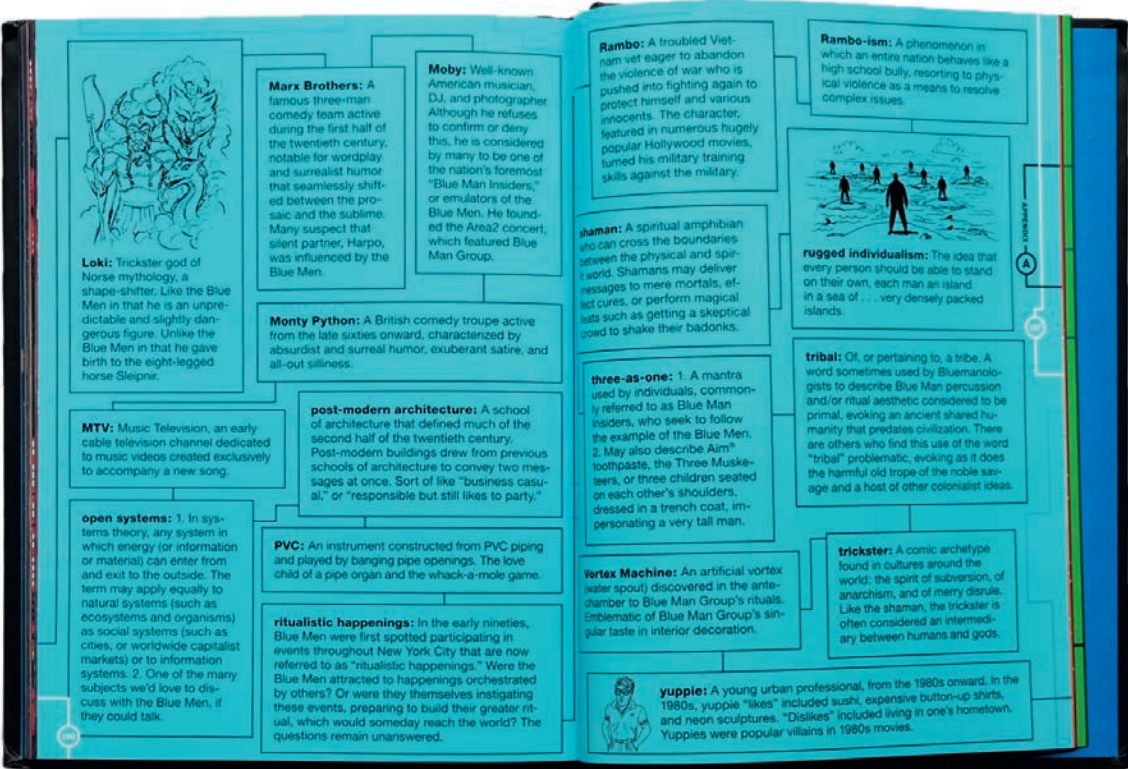 Loki: Trickster god of
Norse mythology, a
shape-shifter. Like the Blue
Men in that he is an unpre-
dictable and slightly dan-
gerous figure. Unlike the
Blue Men in that he gave
birth to the eight-legged
horse Sleipnir.
Marx Brothers: A
famous three-man
comedy team active
during the first half of
the twentieth century,
notable for wordplay
and surrealist humor
that seamlessly shift-
ed between the pro-
saic and the sublime.
Many suspect that
silent partner, Harpo,
was influenced by the
Blue Men.
Moby: Well-known
American musician,
DJ, and photographer.
Although he refuses
to confirm or deny
this, he is considered
by many to be one of
the nation's foremost
"Blue Man Insiders,"
or emulators of the
Blue Men. He found-
ed the Area2 concert,
which featured Blue
Man Group.
Monty Python: A British comedy troupe active
from the late sixties onward, characterized by
absurdist and surreal humor, exuberant satire, and
all-out silliness.
MTV: Music Television, an early
cable television channel dedicated
to music videos created exclusively
to accompany a new song.
post-modern architecture: A school
of architecture that defined much of the
second half of the twentieth century.
Post-modern buildings drew from previous
schools of architecture to convey two mes-
sages at once. Sort of like "business casu-
al," or "responsible but still likes to party."
open systems: 1. In sys-
tems theory, any system in
which energy (or information
or material) can enter from
and exit to the outside. The
term may apply equally to
natural systems (such as
ecosystems and organisms)
as social systems (such as
cities, or worldwide capitalist
markets) or to information
systems. 2. One of the many
subjects we'd love to dis-
cuss with the Blue Men, if
they could talk.
PVC: An instrument constructed from PVC piping
and played by banging pipe openings. The love
child of a pipe organ and the whack-a-mole game.
ritualistic happenings: In the early nineties,
Blue Men were first spotted participating in
events throughout New York City that are now
referred to as "ritualistic happenings." Were the
Blue Men attracted to happenings orchestrated
by others? Or were they themselves instigating
these events, preparing to build their greater rit-
ual, which would someday reach the world? The
questions remain unanswered.
Rambo: A troubled Viet-
nam vet eager to abandon
the violence of war who is
pushed into fighting again to
protect himself and various
innocents. The character,
featured in numerous hugely
popular Hollywood movies,
turned his military training
skills against the military.
Rambo-ism: A phenomenon in
which an entire nation behaves like a
high school bully, resorting to phys-
ical violence as a means to resolve
complex issues.
shaman: A spiritual amphibian
who can cross the boundaries
between the physical and spir-
it world. Shamans may deliver
messages to mere mortals, ef-
fect cures, or perform magical
feats such as getting a skeptical
crowd to shake their badonks.
rugged individualism: The idea that
every person should be able to stand
on their own, each man an island
in a sea of . . . very densely packed
islands.
APPENDIX
A
three-as-one: 1. A mantra
used by individuals, common-
ly referred to as Blue Man
Insiders, who seek to follow
the example of the Blue Men.
2. May also describe Aim®
toothpaste, the Three Muske-
teers, or three children seated
on each other's shoulders,
dressed in a trench coat, im-
personating a very tall man.
tribal: Of, or pertaining to, a tribe. A
word sometimes used by Bluemanolo-
gists to describe Blue Man percussion
and/or ritual aesthetic considered to be
primal, evoking an ancient shared hu-
manity that predates civilization. There
are others who find this use of the word
"tribal" problematic, evoking as it does
the harmful old trope of the noble sav-
age and a host of other colonialist ideas.
Vortex Machine: An artificial vortex
(water spout) discovered in the ante-
chamber to Blue Man Group's rituals.
Emblematic of Blue Man Group's sin-
gular taste in interior decoration.
trickster: A comic archetype
found in cultures around the
world; the spirit of subversion, of
anarchism, and of merry disrule.
Like the shaman, the trickster is
often considered an intermedi-
ary between humans and gods.
yuppie: A young urban professional, from the 1980s onward. In the
1980s, yuppie "likes" included sushi, expensive button-up shirts,
and neon sculptures. "Dislikes" included living in one's hometown.
Yuppies were popular villains in 1980s movies.